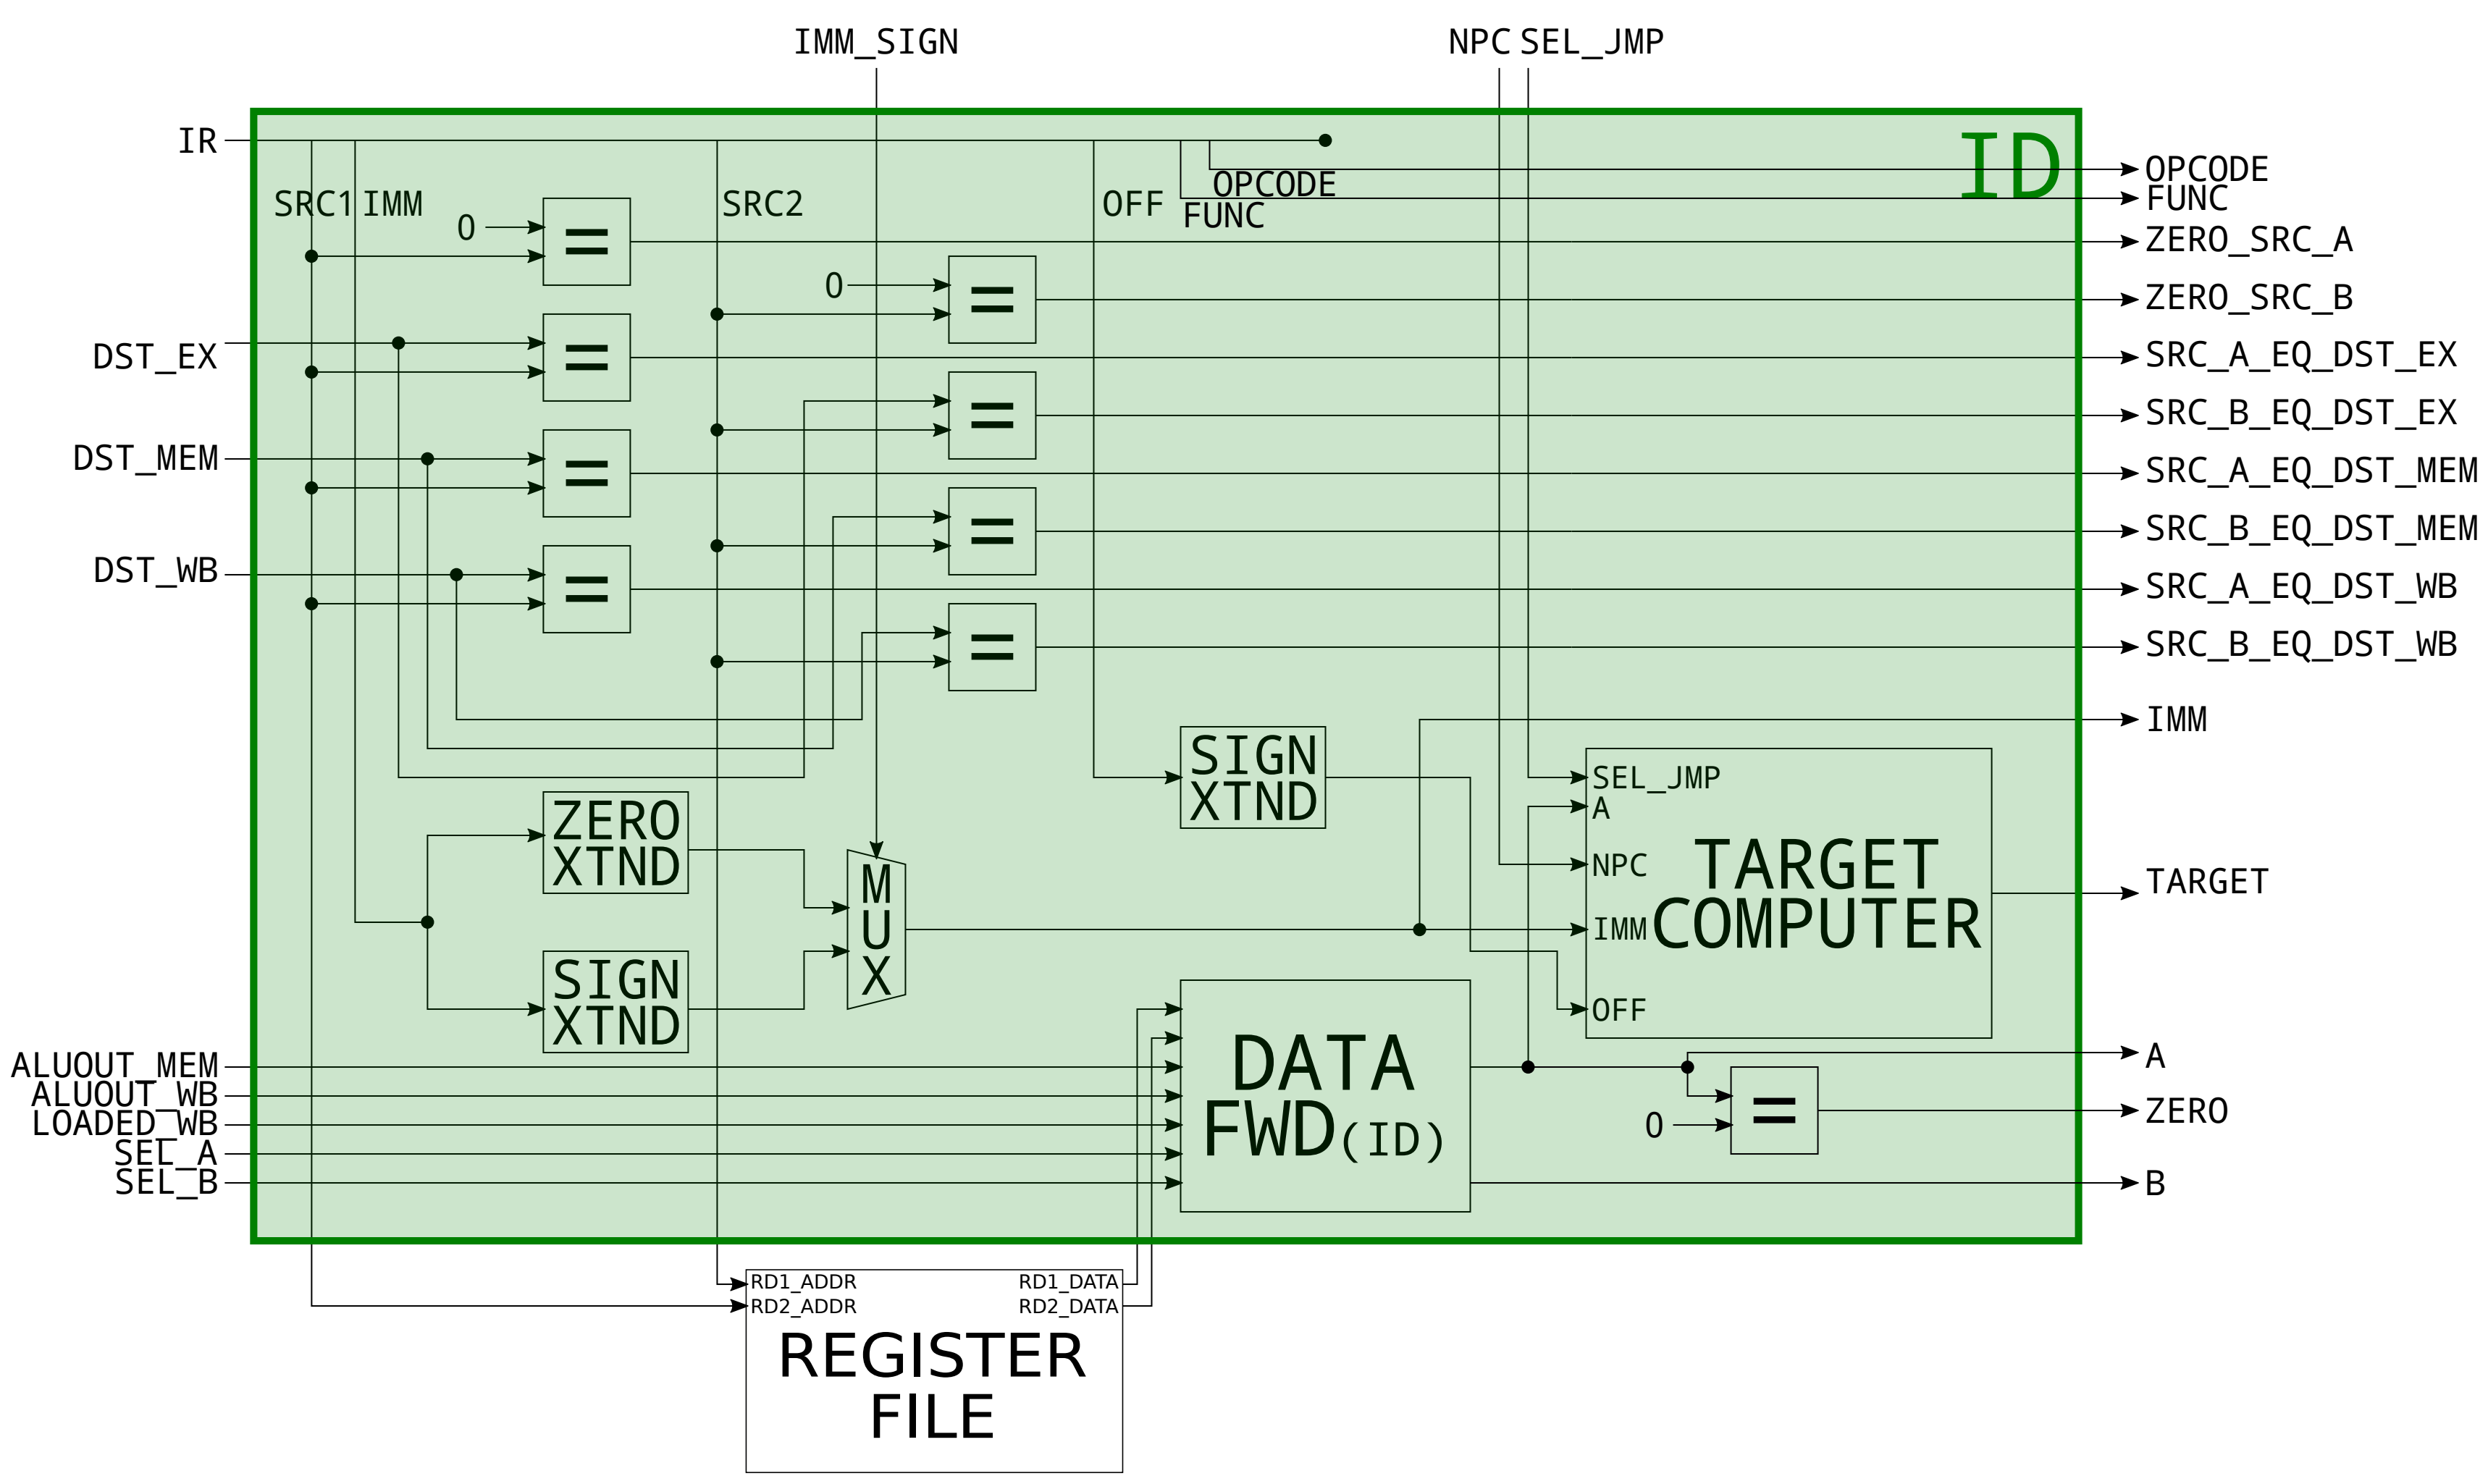 IMM_SIGN
NPC SEL_JMP
IR
ID
OPCODE
FUNC
SRC1 IMM
SRC2
OFF
OPCODE
FUNC
0
=
ZERO_SRC_A
0
=
ZERO_SRC_B
DST_EX
=
SRC_A_EQ_DST_EX
=
SRC_B_EQ_DST_EX
DST_MEM
=
SRC_A_EQ_DST_MEM
=
SRC_B_EQ_DST_MEM
DST_WB
=
SRC_A_EQ_DST_WB
=
SRC_B_EQ_DST_WB
IMM
SIGN
XTND
ZERO
XTND
SIGN
XTND
M
U
X
SEL_JMP
A
NPC
IMM
OFF
TARGET
COMPUTER
TARGET
ALUOUT_MEM
ALUOUT_WB
LOADED_WB
SEL_A
SEL_B
DATA
FWD(ID)
0
=
A
ZERO
B
RD1_ADDR
RD2_ADDR
RD1_DATA
RD2_DATA
REGISTER
FILE